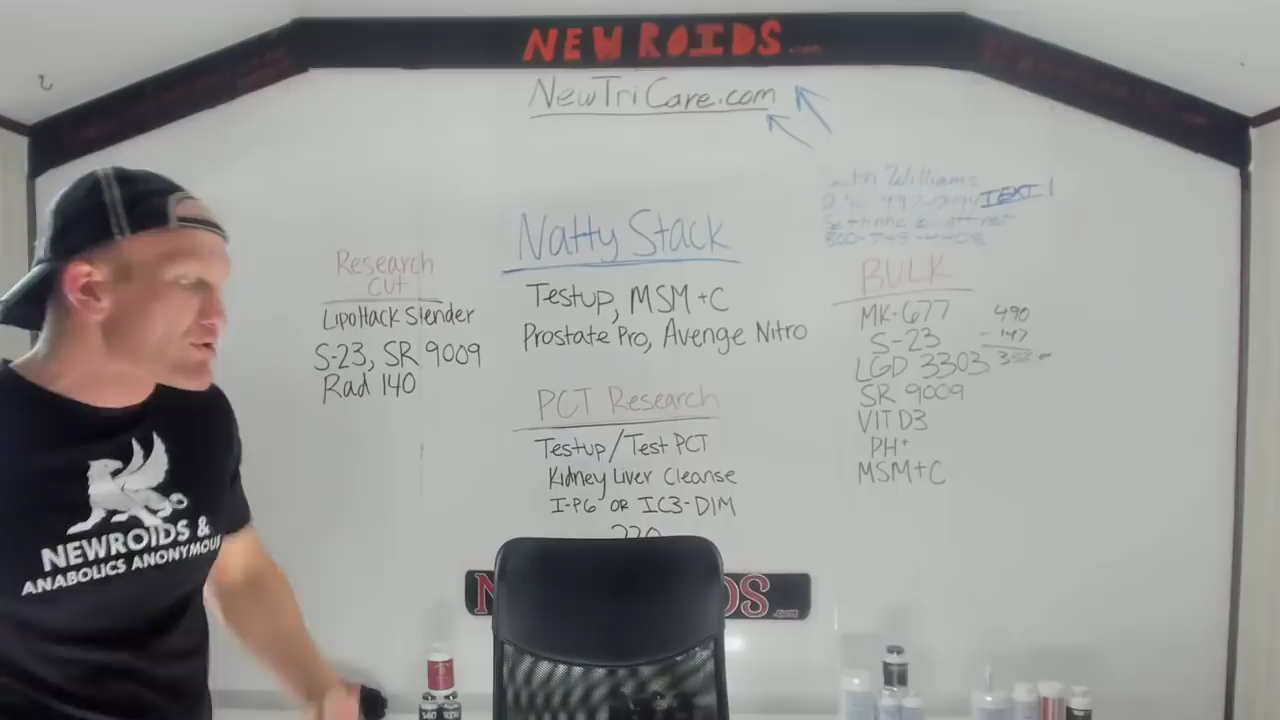 NEWROIDS.com
NewTriCare.com
Williams
TEXT!
Natty Stack
Testup, MSM+C
Prostate Pro, Avenge Nitro
Research
Cut
LipoHack Slender
S-23, SR 9009
Rad 140
BULK
MK-677
S-23
LGD 3303
SR 9009
VIT D3
PH+
MSM+C
490
- 147
PCT Research
Testup/Test PCT
Kidney Liver Cleanse
I-P6 OR IC3-DIM
NEWROIDS &
ANABOLICS ANONYMOUS